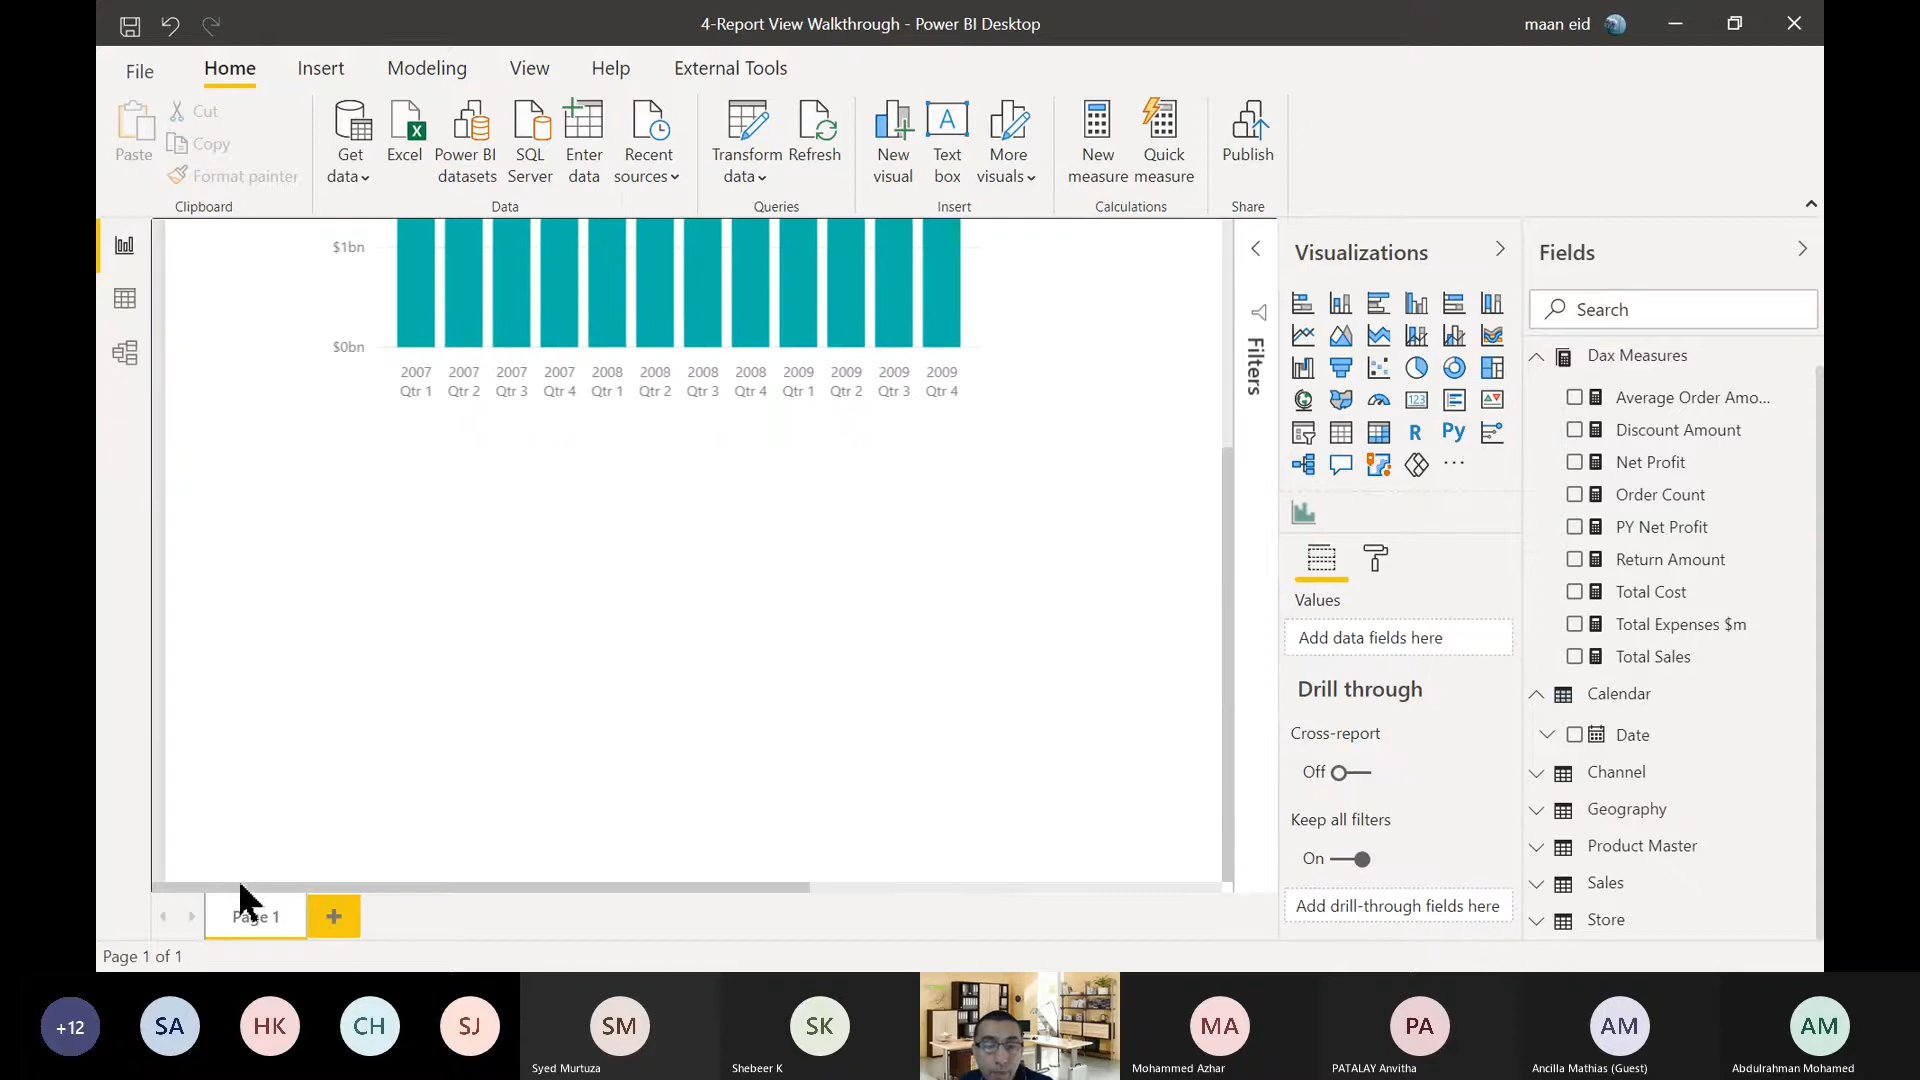 4-Report View Walkthrough - Power BI Desktop
maan eid
File
Home
Insert
Modeling
View
Help
External Tools
Paste
Cut
Copy
Format painter
Clipboard
Get
data
Excel
Power BI
datasets
SQL
Server
Enter
data
Recent
sources
Data
Transform
data
Refresh
Queries
New
visual
Text
box
More
visuals
Insert
New
measure
Quick
measure
Calculations
Publish
Share
$1bn
$0bn
2007
Qtr 1
2007
Qtr 2
2007
Qtr 3
2007
Qtr 4
2008
Qtr 1
2008
Qtr 2
2008
Qtr 3
2008
Qtr 4
2009
Qtr 1
2009
Qtr 2
2009
Qtr 3
2009
Qtr 4
Filters
Visualizations
123
R
Py
Values
Add data fields here
Drill through
Cross-report
Off
Keep all filters
On
Add drill-through fields here
Fields
Search
Dax Measures
Average Order Amo...
Discount Amount
Net Profit
Order Count
PY Net Profit
Return Amount
Total Cost
Total Expenses $m
Total Sales
Calendar
Date
Channel
Geography
Product Master
Sales
Store
Page 1
Page 1 of 1
+12
SA
HK
CH
SJ
SM
Syed Murtuza
SK
Shebeer K
MA
Mohammed Azhar
PA
PATALAY Anvitha
AM
Ancilla Mathias (Guest)
AM
Abdulrahman Mohamed